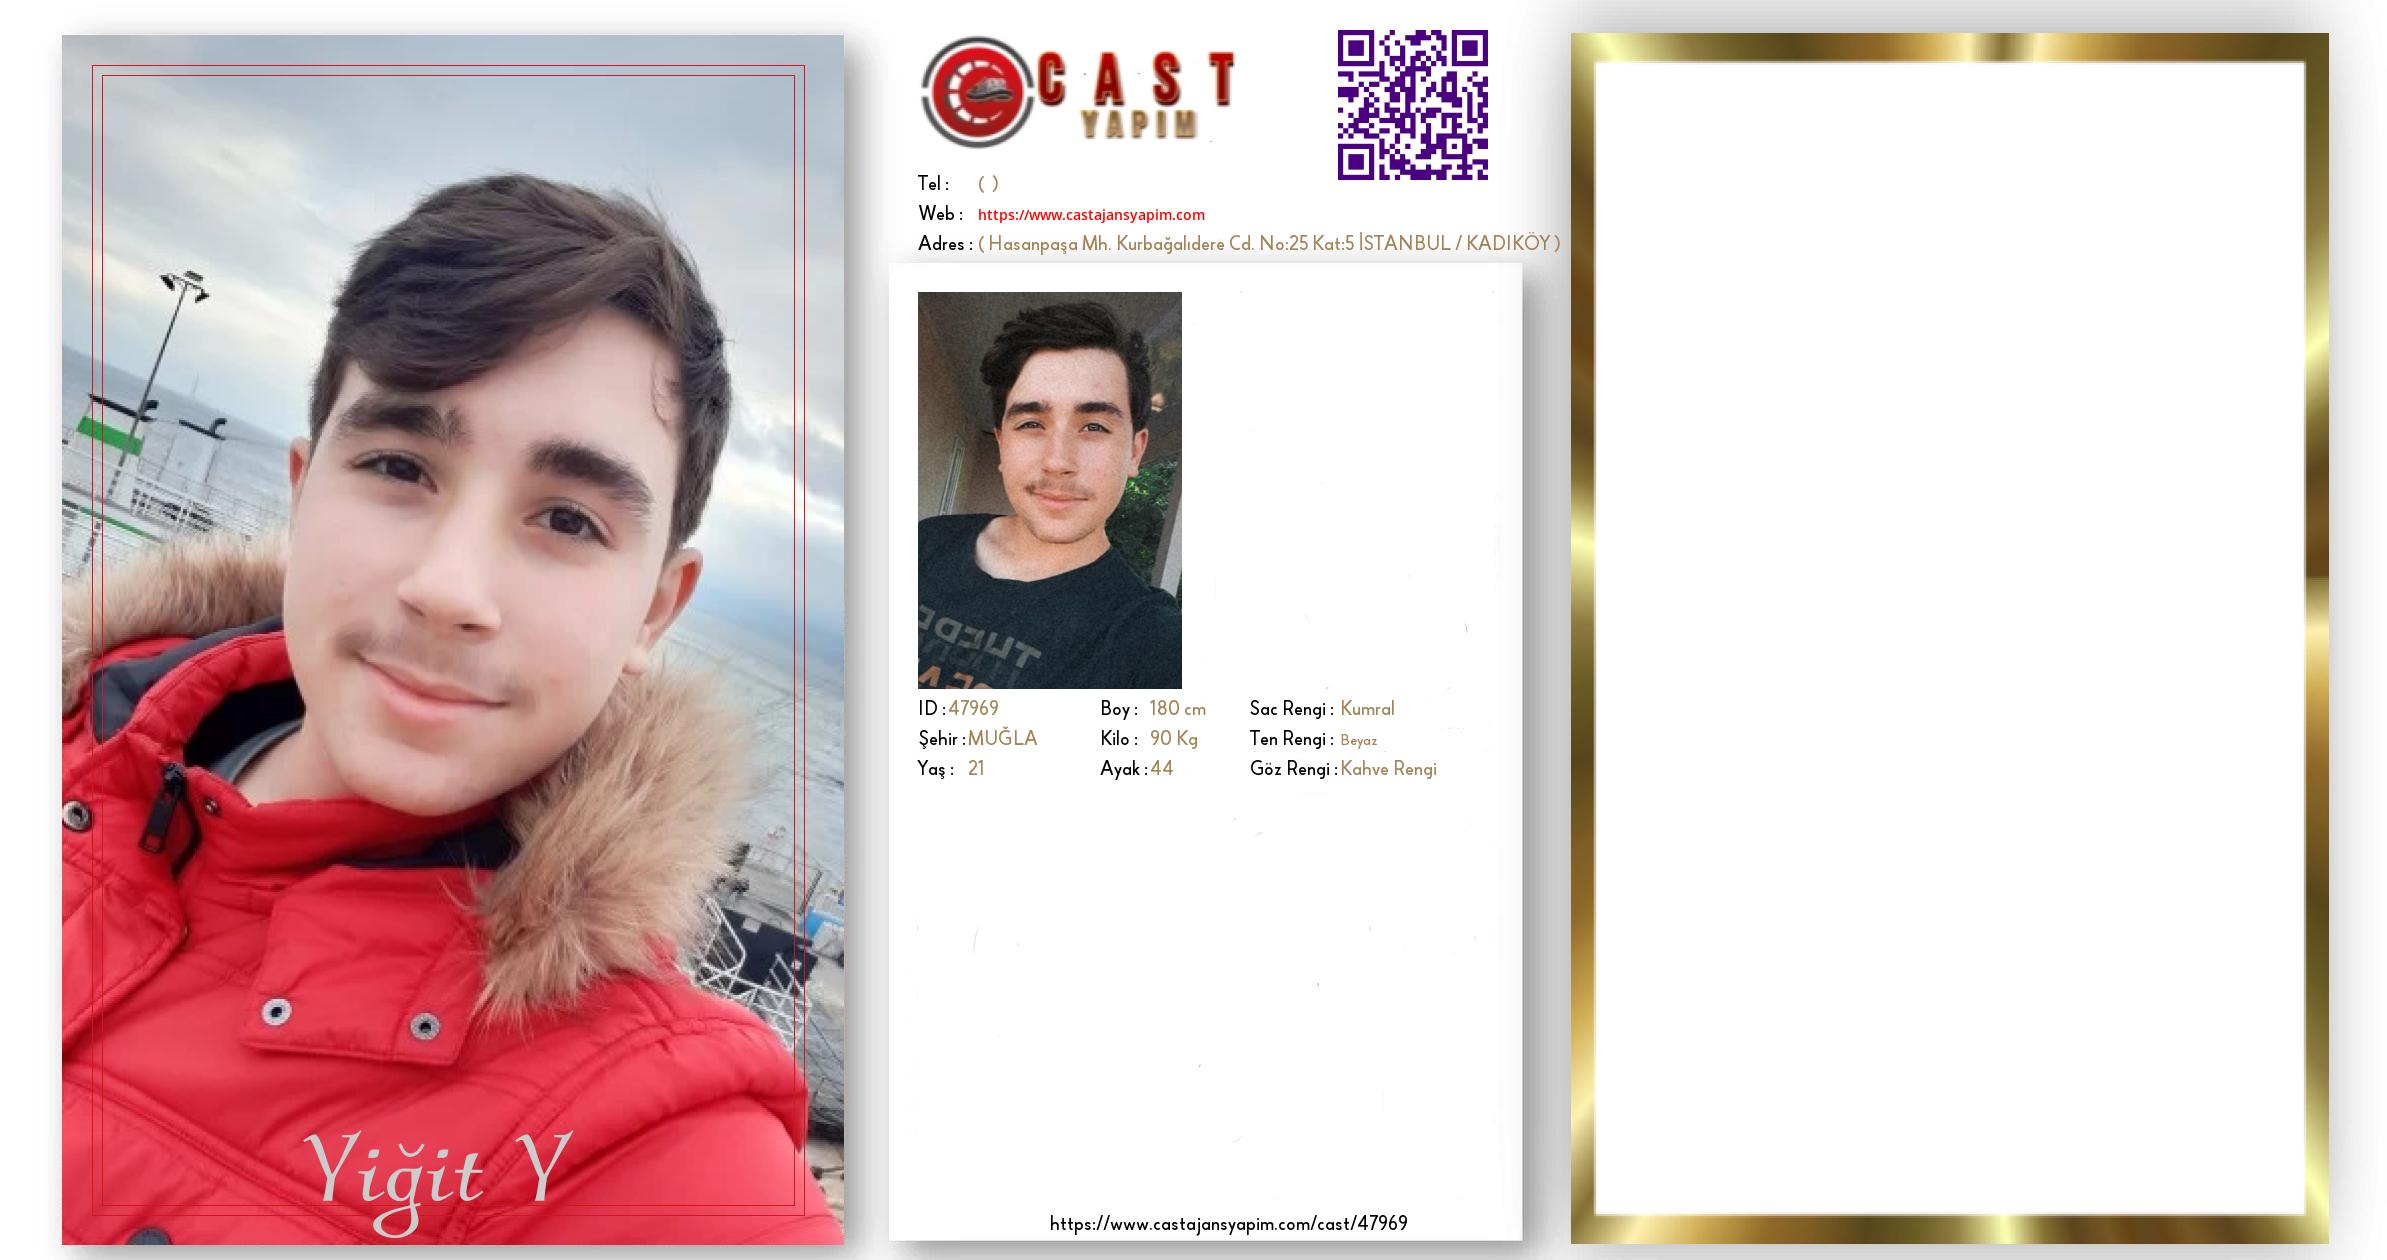 Yiğit Y
CAST
YAPIM
Tel : ( )
Web : https://www.castajansyapim.com
Adres : ( Hasanpaşa Mh. Kurbağalıdere Cd. No:25 Kat:5 İSTANBUL / KADIKÖY )
ID : 47969 Boy : 180 cm Sac Rengi : Kumral
Şehir : MUĞLA Kilo : 90 Kg Ten Rengi : Beyaz
Yaş : 21 Ayak : 44 Göz Rengi : Kahve Rengi
https://www.castajansyapim.com/cast/47969